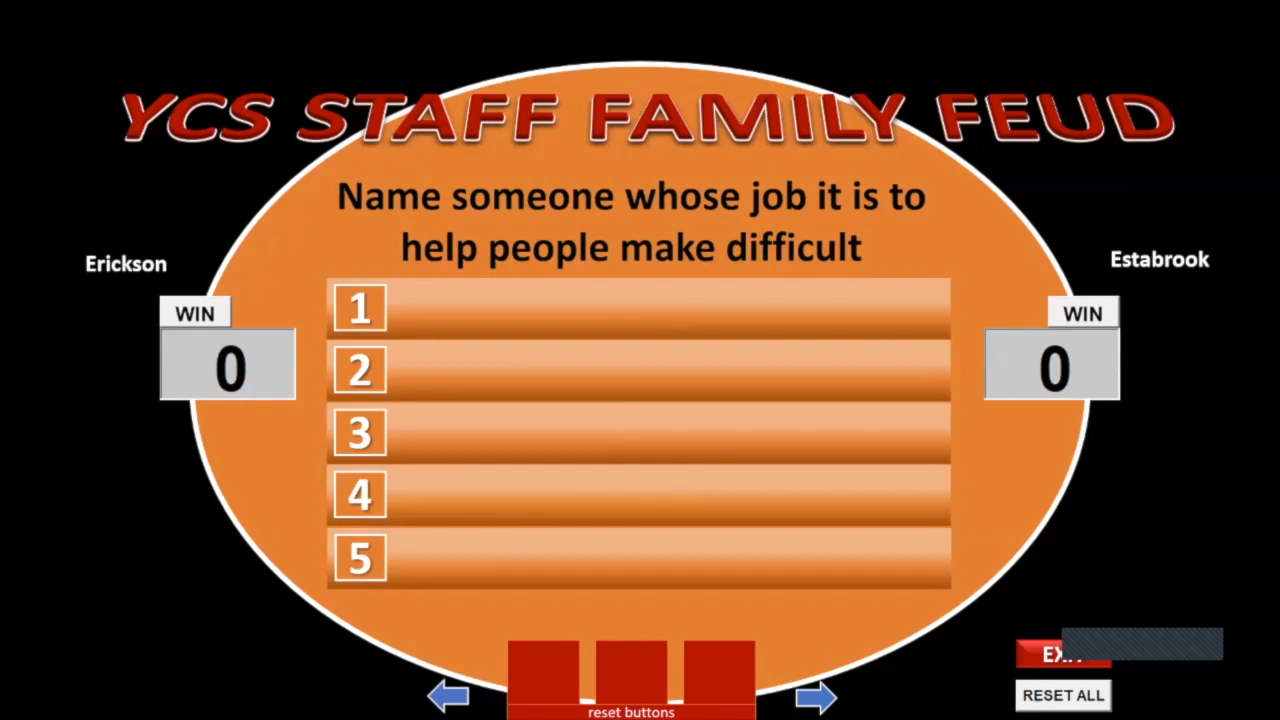 YCS STAFF FAMILY FEUD
Name someone whose job it is to
help people make difficult
Erickson
Estabrook
WIN
WIN
0
0
1
2
3
4
5
RESET ALL
reset buttons